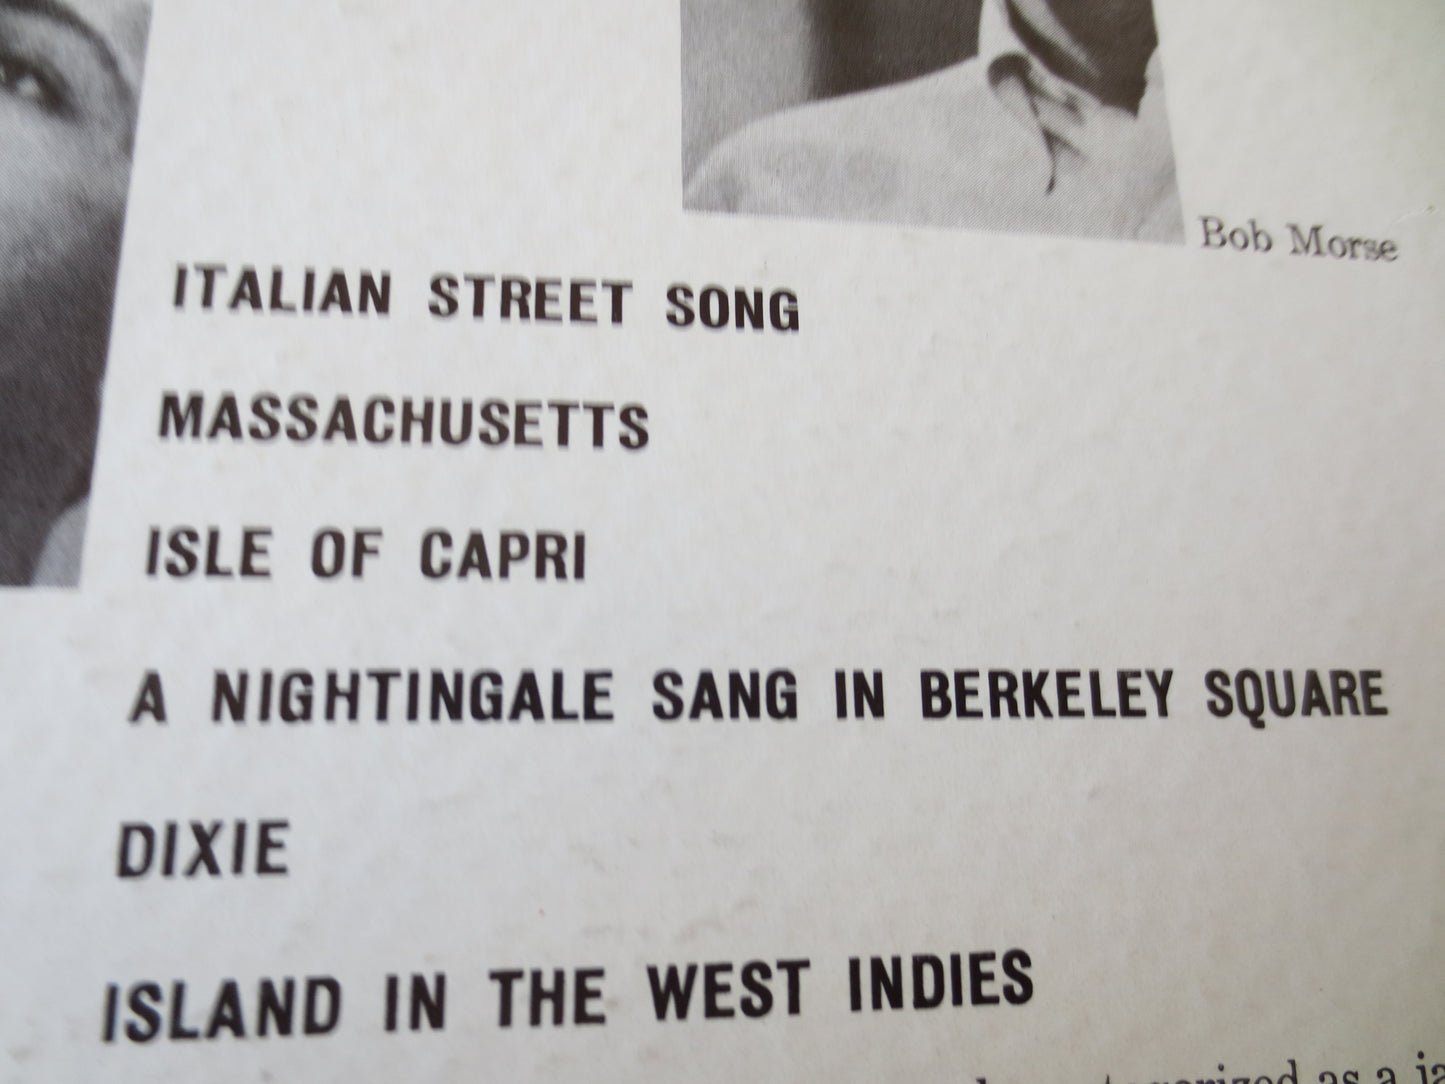 Bob Morse
ITALIAN STREET SONG
MASSACHUSETTS
ISLE OF CAPRI
A NIGHTINGALE SANG IN BERKELEY SQUARE
DIXIE
ISLAND IN THE WEST INDIES
as a